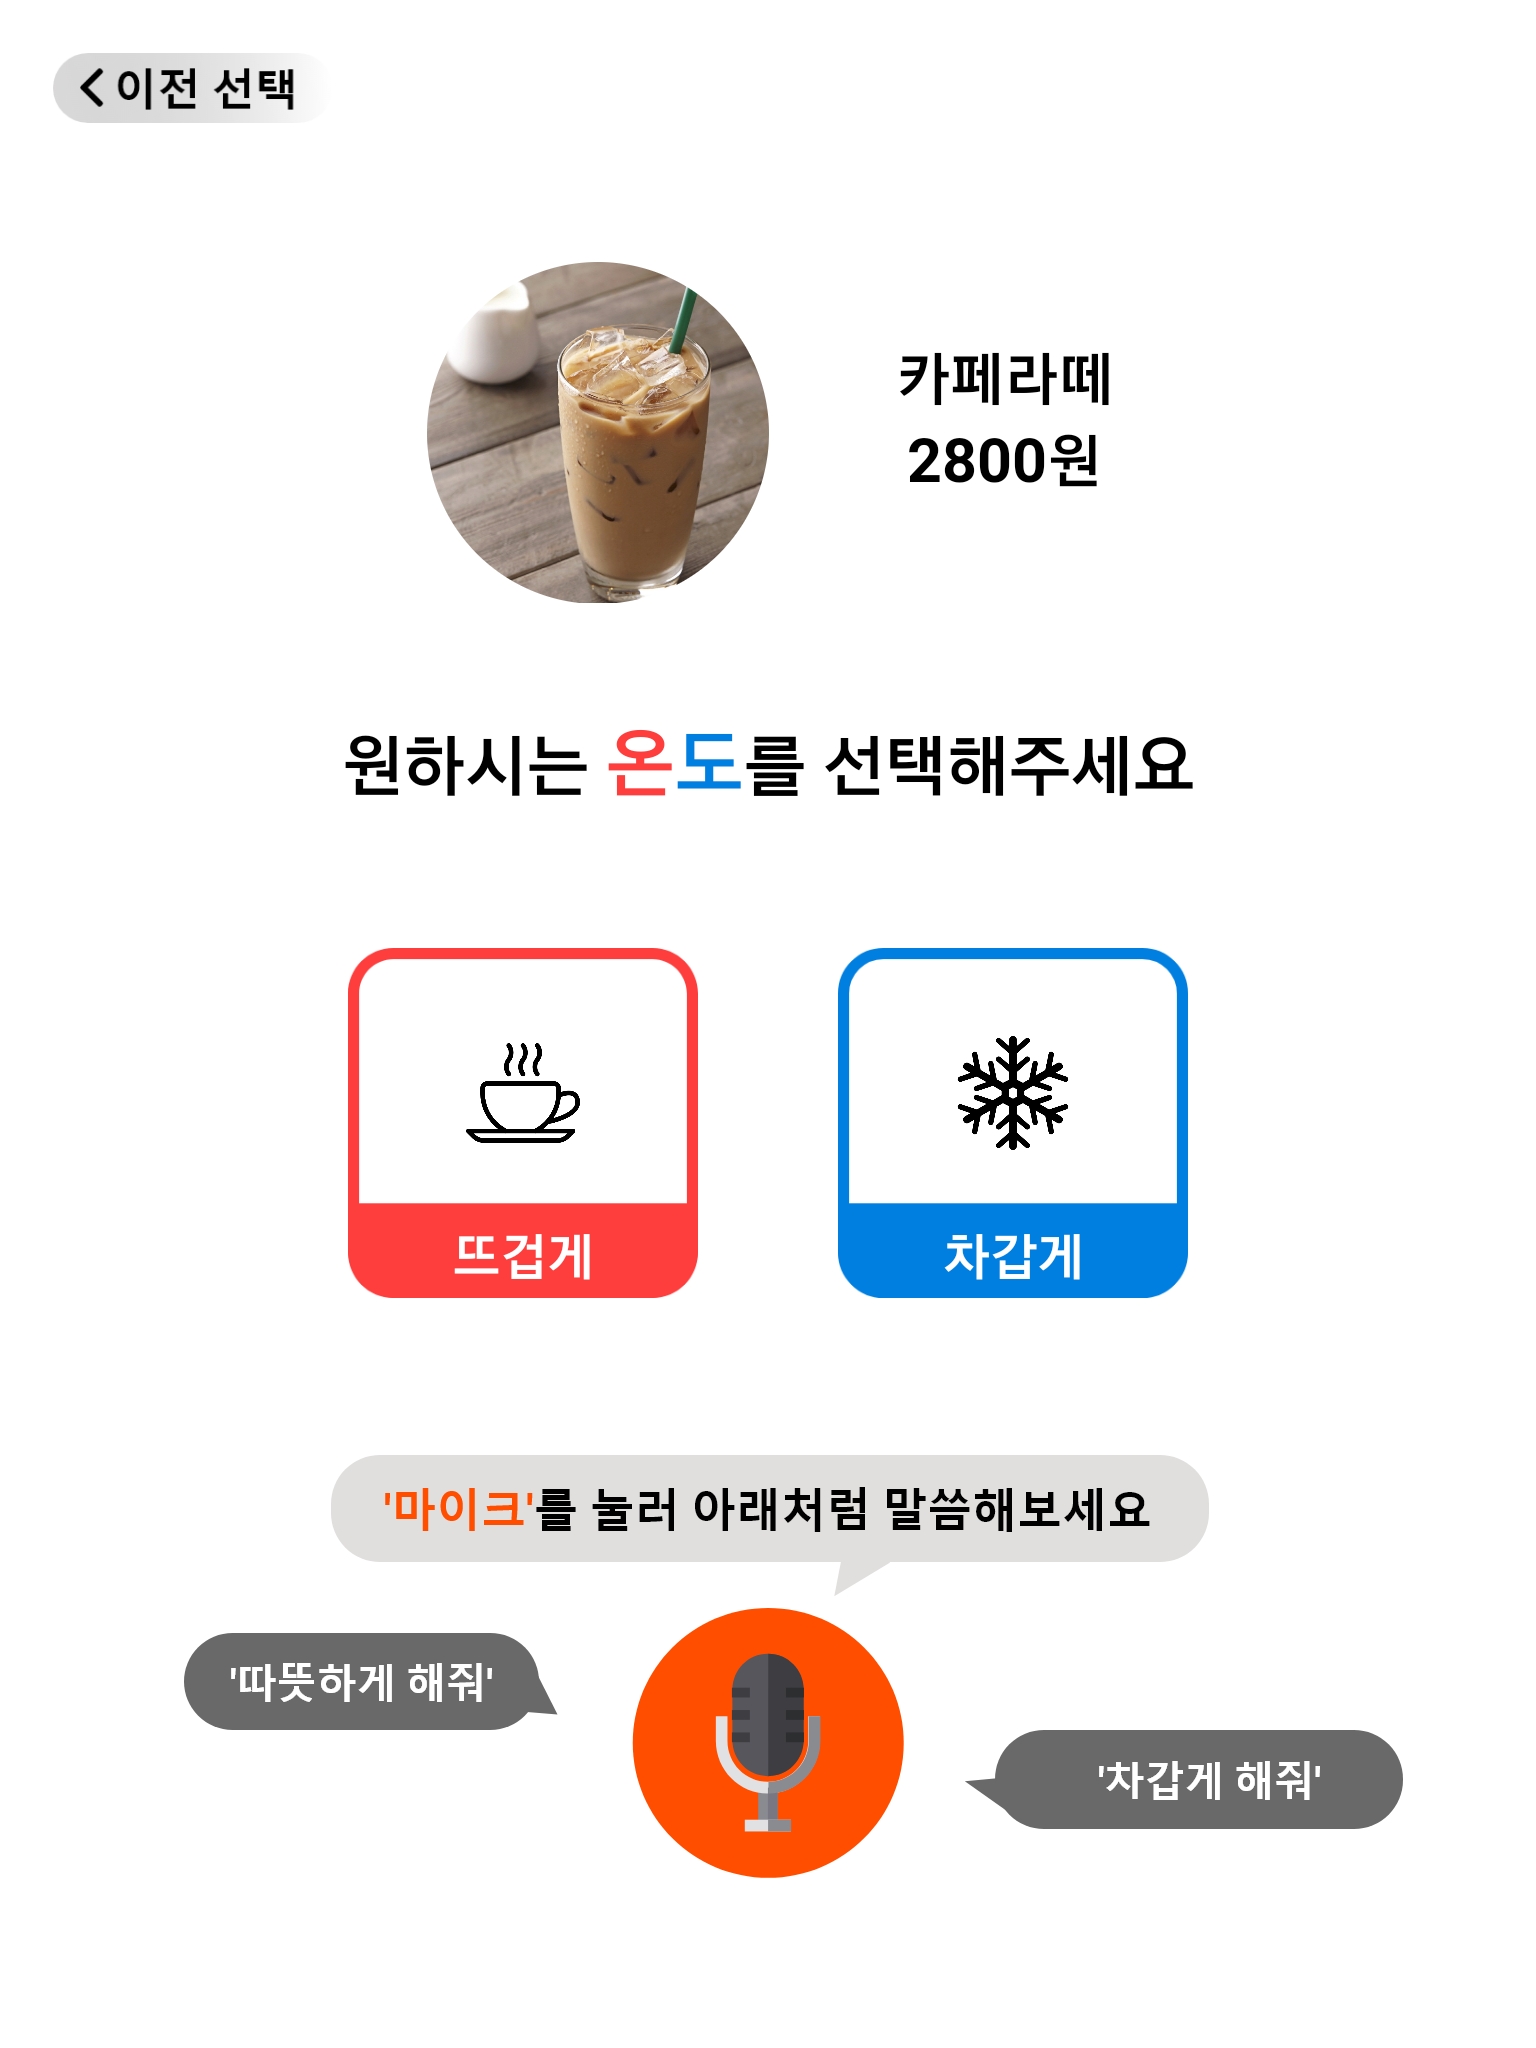 이전 선택
카페라떼
2800원
원하시는 온도를 선택해주세요
뜨겁게
차갑게
'마이크'를 눌러 아래처럼 말씀해보세요
'따뜻하게 해줘'
'차갑게 해줘'